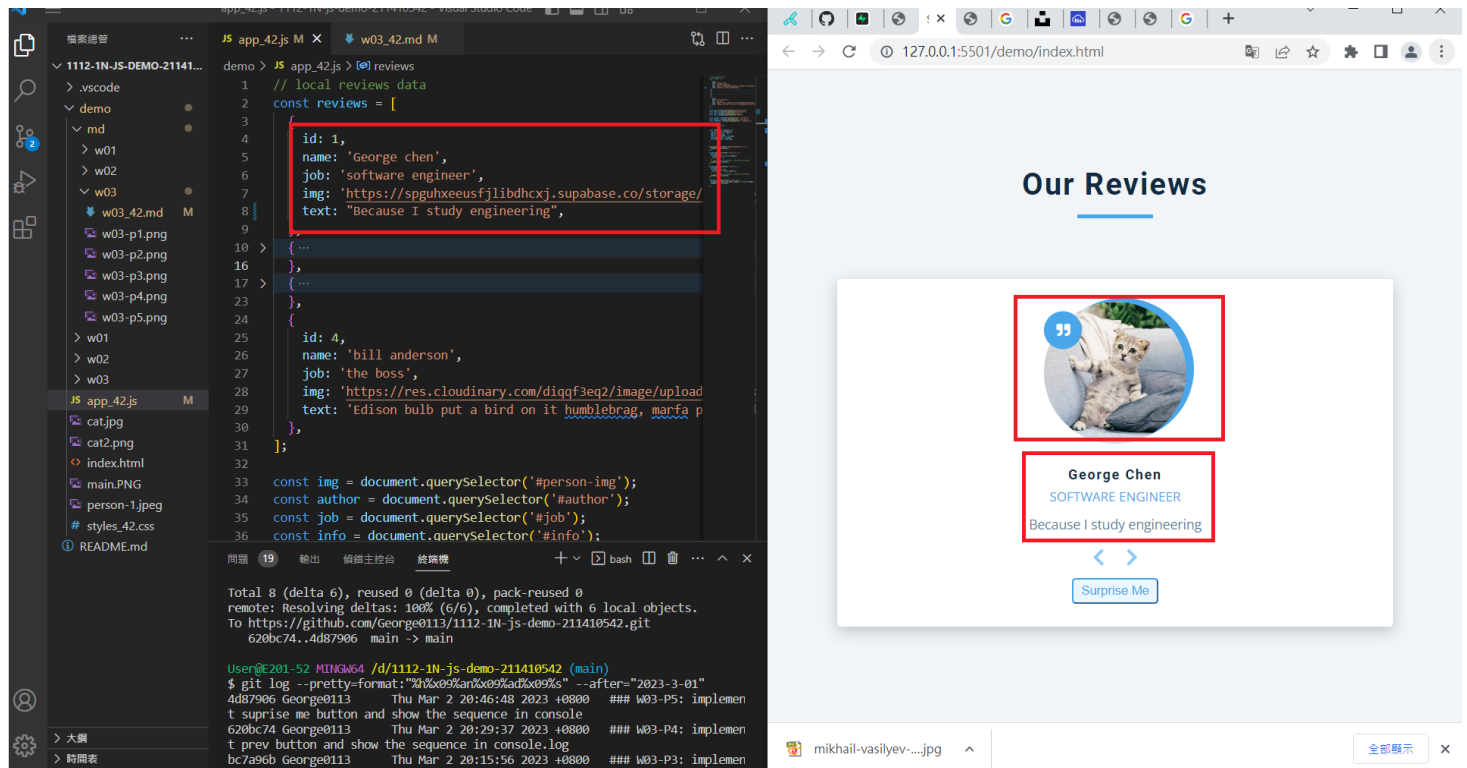 app_42.js - 1112-1N-js-demo-211410542 - Visual Studio Code
檔案總管
1112-1N-JS-DEMO-21141...
.vscode
demo
md
w01
w02
w03
w03_42.md M
w03-p1.png
w03-p2.png
w03-p3.png
w03-p4.png
w03-p5.png
w01
w02
w03
JS app_42.js M
cat.jpg
cat2.png
index.html
main.PNG
person-1.jpeg
# styles_42.css
README.md
大綱
時間表
2
JS app_42.js M
w03_42.md M
demo > JS app_42.js > reviews
1 // local reviews data
2 const reviews = [
3 {
4 id: 1,
5 name: 'George chen',
6 job: 'software engineer',
7 img: 'https://spguhxeeusfjlibdhcxj.supabase.co/storage/
8 text: "Because I study engineering",
9 },
10 { ...
16 },
17 { ...
23 },
24 {
25 id: 4,
26 name: 'bill anderson',
27 job: 'the boss',
28 img: 'https://res.cloudinary.com/diqqf3eq2/image/upload
29 text: 'Edison bulb put a bird on it humblebrag, marfa p
30 },
31 ];
32
33 const img = document.querySelector('#person-img');
34 const author = document.querySelector('#author');
35 const job = document.querySelector('#job');
36 const info = document.querySelector('#info');
問題 19 輸出 偵錯主控台 終端機 bash
Total 8 (delta 6), reused 0 (delta 0), pack-reused 0
remote: Resolving deltas: 100% (6/6), completed with 6 local objects.
To https://github.com/George0113/1112-1N-js-demo-211410542.git
620bc74..4d87906 main -> main
User@E201-52 MINGW64 /d/1112-1N-js-demo-211410542 (main)
$ git log --pretty=format:"%h%x09%an%x09%ad%x09%s" --after="2023-3-01"
4d87906 George0113 Thu Mar 2 20:46:48 2023 +0800 ### W03-P5: implemen
t suprise me button and show the sequence in console
620bc74 George0113 Thu Mar 2 20:29:37 2023 +0800 ### W03-P4: implemen
t prev button and show the sequence in console.log
bc7a96b George0113 Thu Mar 2 20:15:56 2023 +0800 ### W03-P3: implemen
127.0.0.1:5501/demo/index.html
Our Reviews
George Chen
SOFTWARE ENGINEER
Because I study engineering
Surprise Me
mikhail-vasilyev-....jpg
全部顯示